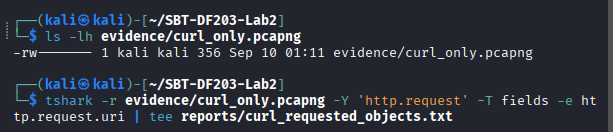 ┌──(kali㉿kali)-[~/SBT-DF203-Lab2]
└─$ ls -lh evidence/curl_only.pcapng
-rw------- 1 kali kali 356 Sep 10 01:11 evidence/curl_only.pcapng
┌──(kali㉿kali)-[~/SBT-DF203-Lab2]
└─$ tshark -r evidence/curl_only.pcapng -Y 'http.request' -T fields -e ht
tp.request.uri | tee reports/curl_requested_objects.txt